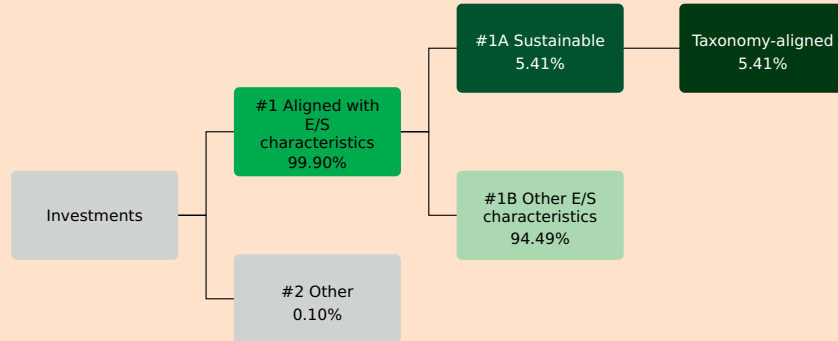 Investments
#1 Aligned with
E/S
characteristics
99.90%
#2 Other
0.10%
#1A Sustainable
5.41%
#1B Other E/S
characteristics
94.49%
Taxonomy-aligned
5.41%